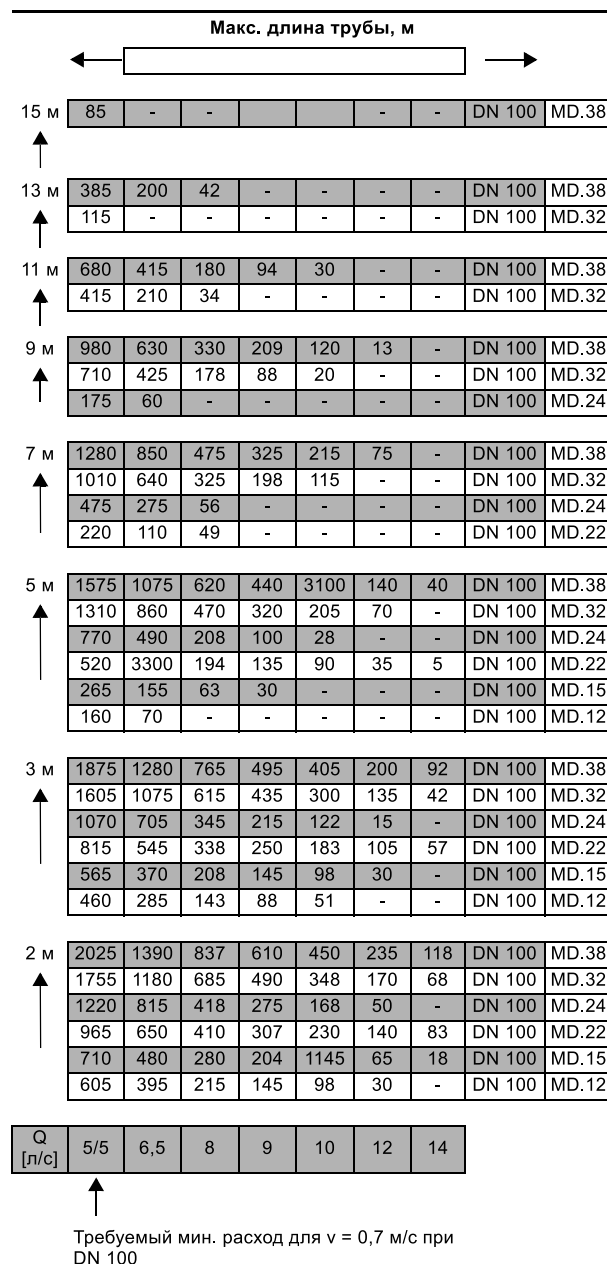 Макс. длина трубы, м
15 м 85 - - - - DN 100 MD.38
13 м 385 200 42 - - - - DN 100 MD.38
115 - - - - - - DN 100 MD.32
11 м 680 415 180 94 30 - - DN 100 MD.38
415 210 34 - - - - DN 100 MD.32
9 м 980 630 330 209 120 13 - DN 100 MD.38
710 425 178 88 20 - - DN 100 MD.32
175 60 - - - - - DN 100 MD.24
7 м 1280 850 475 325 215 75 - DN 100 MD.38
1010 640 325 198 115 - - DN 100 MD.32
475 275 56 - - - - DN 100 MD.24
220 110 49 - - - - DN 100 MD.22
5 м 1575 1075 620 440 3100 140 40 DN 100 MD.38
1310 860 470 320 205 70 - DN 100 MD.32
770 490 208 100 28 - - DN 100 MD.24
520 3300 194 135 90 35 5 DN 100 MD.22
265 155 63 30 - - - DN 100 MD.15
160 70 - - - - - DN 100 MD.12
3 м 1875 1280 765 495 405 200 92 DN 100 MD.38
1605 1075 615 435 300 135 42 DN 100 MD.32
1070 705 345 215 122 15 - DN 100 MD.24
815 545 338 250 183 105 57 DN 100 MD.22
565 370 208 145 98 30 - DN 100 MD.15
460 285 143 88 51 - - DN 100 MD.12
2 м 2025 1390 837 610 450 235 118 DN 100 MD.38
1755 1180 685 490 348 170 68 DN 100 MD.32
1220 815 418 275 168 50 - DN 100 MD.24
965 650 410 307 230 140 83 DN 100 MD.22
710 480 280 204 1145 65 18 DN 100 MD.15
605 395 215 145 98 30 - DN 100 MD.12
Q
[л/с] 5/5 6,5 8 9 10 12 14
Требуемый мин. расход для v = 0,7 м/с при
DN 100